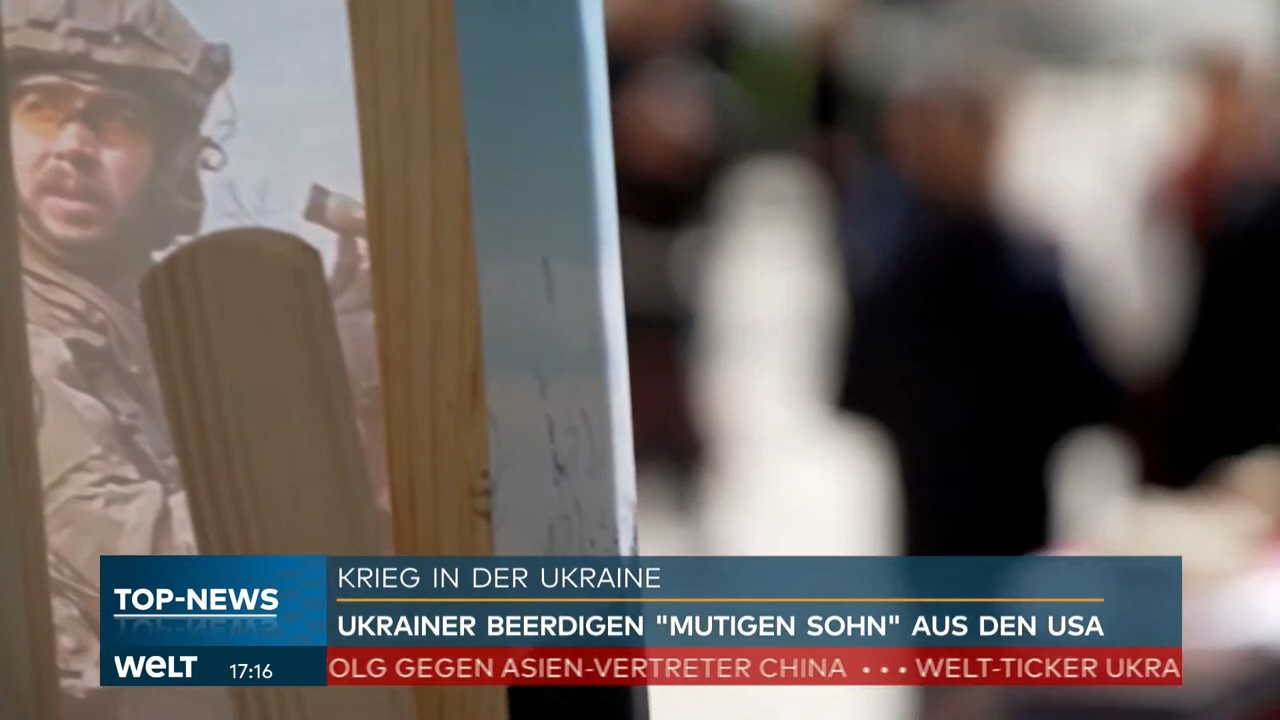 KRIEG IN DER UKRAINE
TOP-NEWS
UKRAINER BEERDIGEN "MUTIGEN SOHN" AUS DEN USA
welt 17:16
OLG GEGEN ASIEN-VERTRETER CHINA • • • WELT-TICKER UKRA